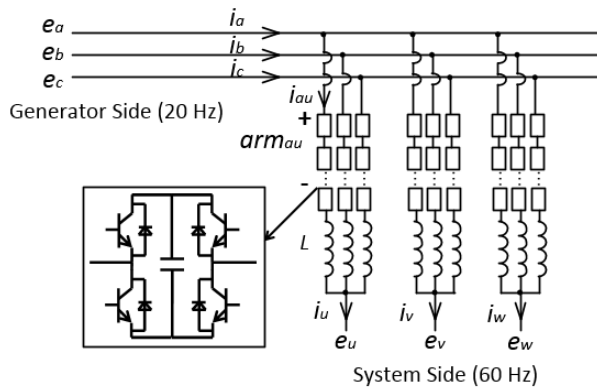 e_a i_a
e_b i_b
e_c i_c
Generator Side (20 Hz)
i_au
+
arm_au
-
L
i_u i_v i_w
e_u e_v e_w
System Side (60 Hz)